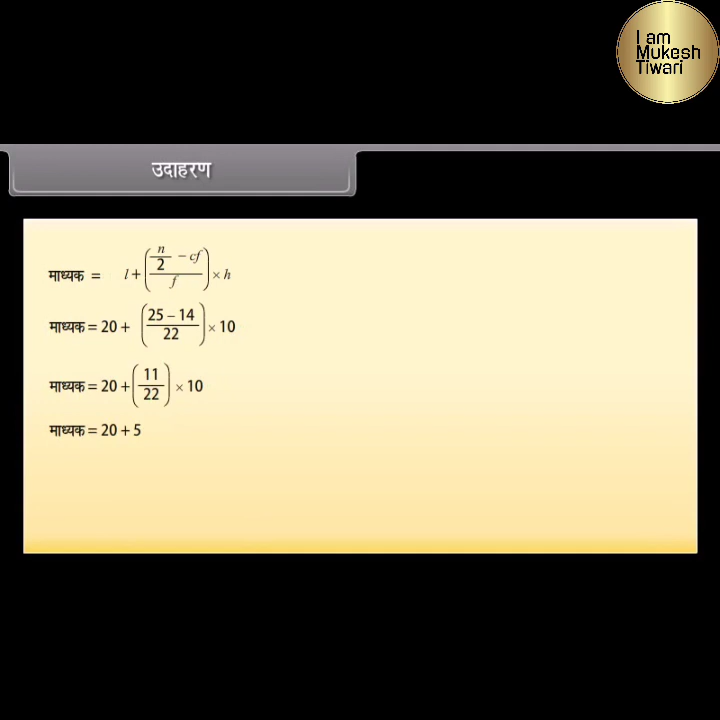 I am
Mukesh
Tiwari
उदाहरण
माध्यक = l + ( (n/2 − cf) / f ) × h
माध्यक = 20 + ( (25 – 14) / 22 ) × 10
माध्यक = 20 + ( 11 / 22 ) × 10
माध्यक = 20 + 5